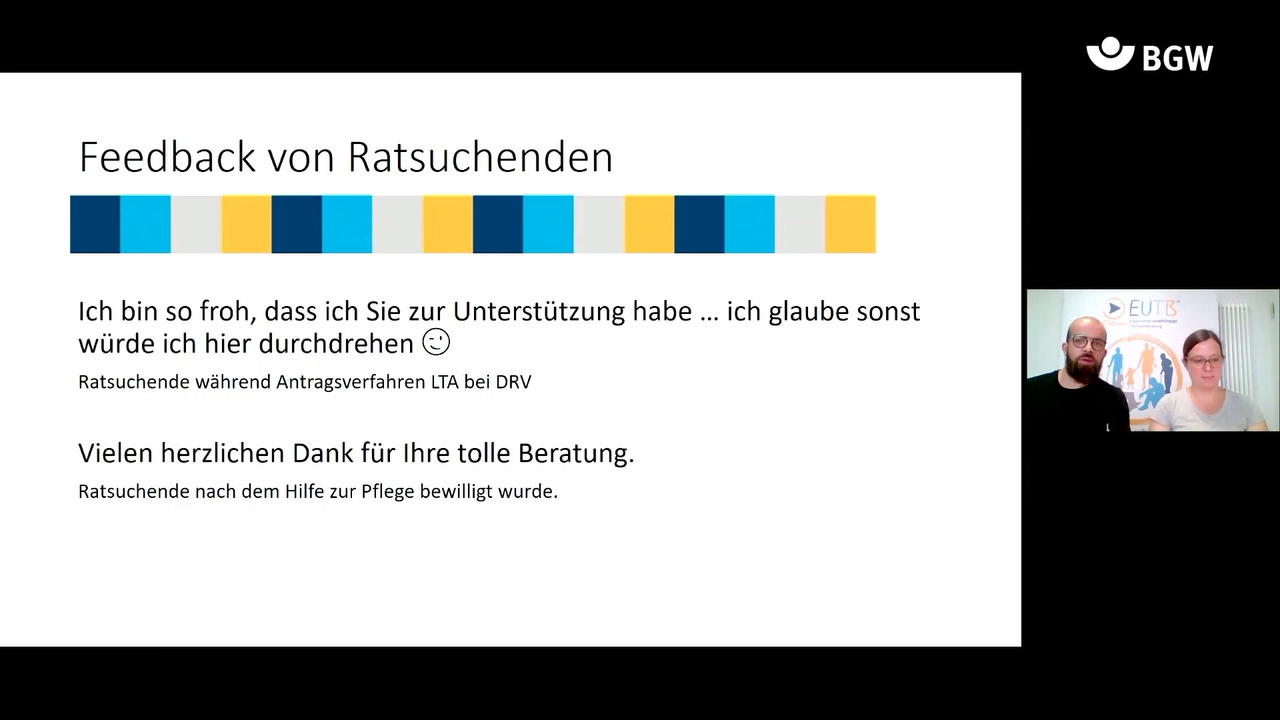 BGW
Feedback von Ratsuchenden
Ich bin so froh, dass ich Sie zur Unterstützung habe … ich glaube sonst
würde ich hier durchdrehen 😉
Ratsuchende während Antragsverfahren LTA bei DRV
Vielen herzlichen Dank für Ihre tolle Beratung.
Ratsuchende nach dem Hilfe zur Pflege bewilligt wurde.
EUTB